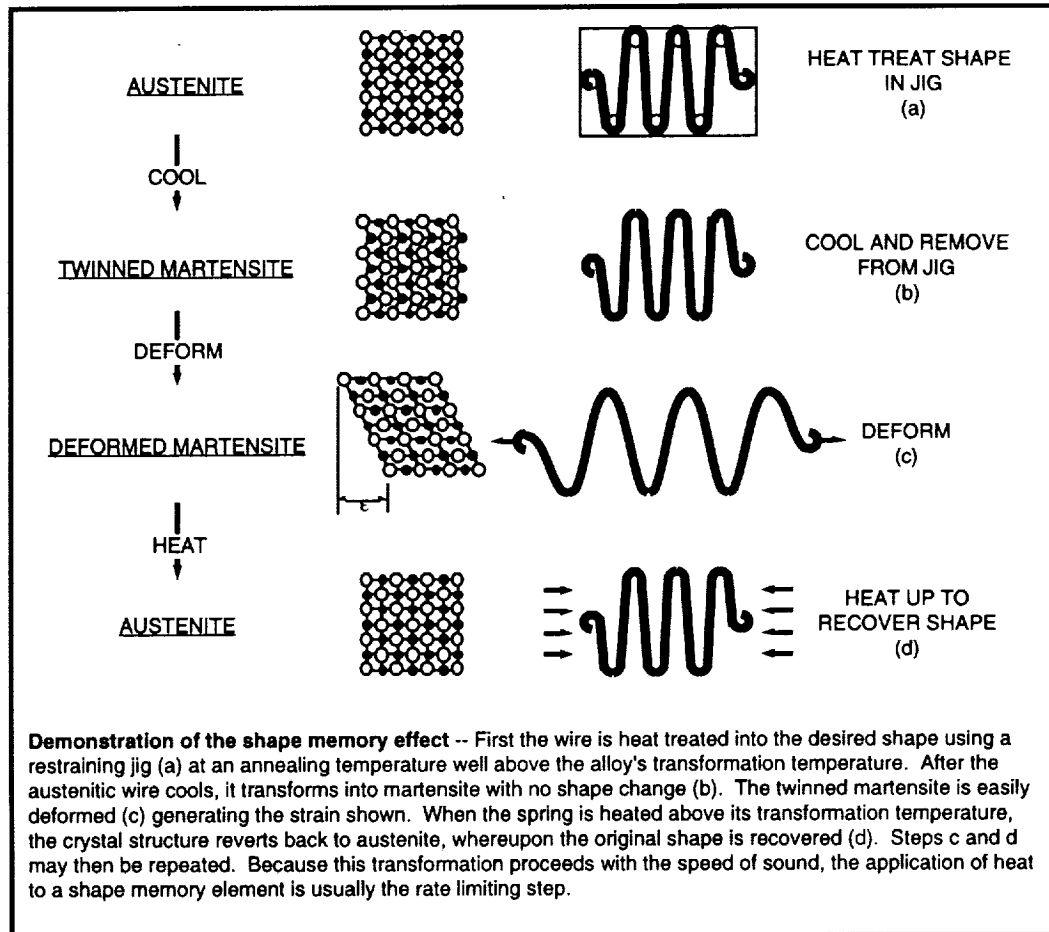 AUSTENITE
HEAT TREAT SHAPE
IN JIG
(a)
COOL
TWINNED MARTENSITE
COOL AND REMOVE
FROM JIG
(b)
DEFORM
DEFORMED MARTENSITE
ε
DEFORM
(c)
HEAT
AUSTENITE
HEAT UP TO
RECOVER SHAPE
(d)
Demonstration of the shape memory effect -- First the wire is heat treated into the desired shape using a
restraining jig (a) at an annealing temperature well above the alloy's transformation temperature. After the
austenitic wire cools, it transforms into martensite with no shape change (b). The twinned martensite is easily
deformed (c) generating the strain shown. When the spring is heated above its transformation temperature,
the crystal structure reverts back to austenite, whereupon the original shape is recovered (d). Steps c and d
may then be repeated. Because this transformation proceeds with the speed of sound, the application of heat
to a shape memory element is usually the rate limiting step.